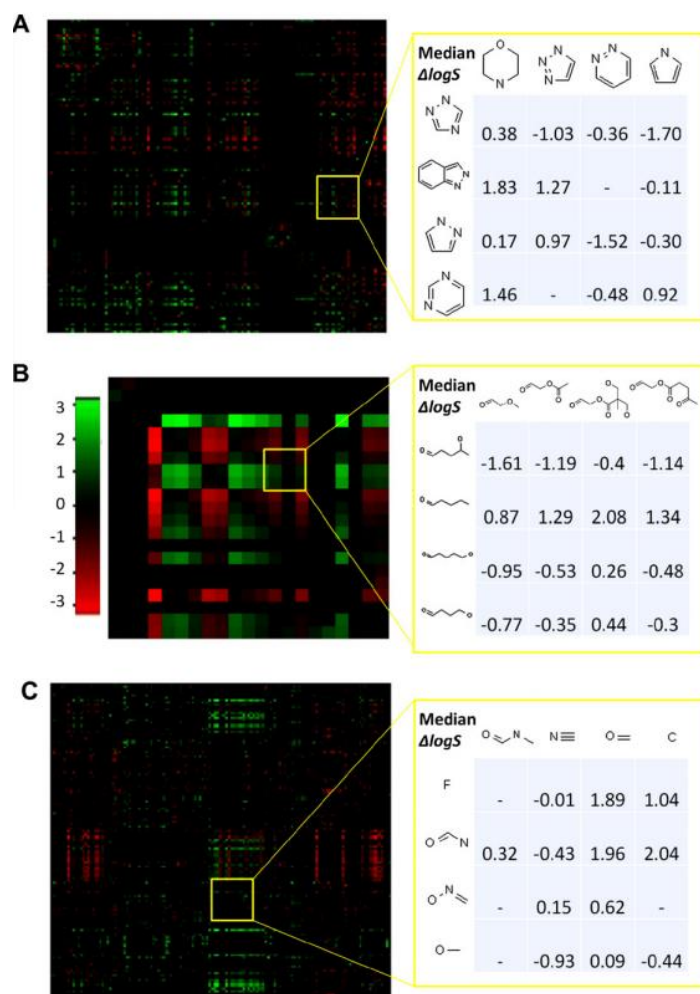 A
Median
ΔlogS
O
N
N
N
N
N
N
N
N
N
N
N
0.38 -1.03 -0.36 -1.70
N
N
1.83 1.27 - -0.11
N
N
0.17 0.97 -1.52 -0.30
N
N
1.46 - -0.48 0.92
B
3
2
1
0
-1
-2
-3
Median
ΔlogS
-1.61 -1.19 -0.4 -1.14
0.87 1.29 2.08 1.34
-0.95 -0.53 0.26 -0.48
-0.77 -0.35 0.44 -0.3
C
Median
ΔlogS
O N N O C
F
- -0.01 1.89 1.04
O N
0.32 -0.43 1.96 2.04
O N
- 0.15 0.62 -
O
- -0.93 0.09 -0.44